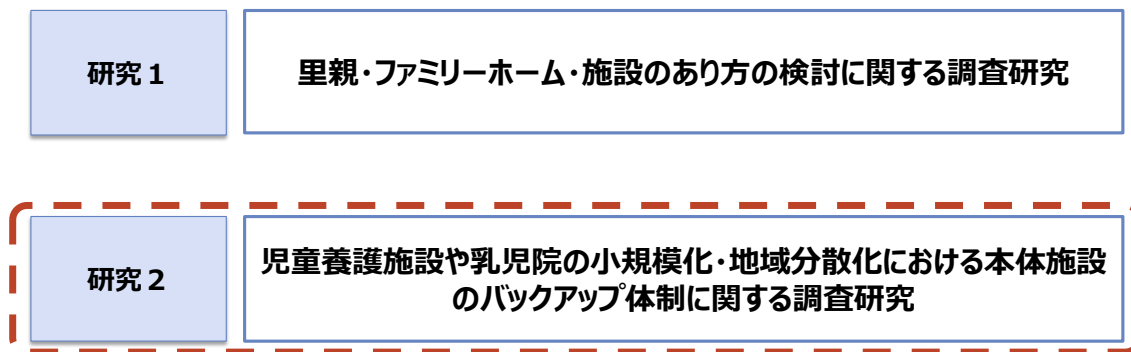 研究1
里親・ファミリーホーム・施設のあり方の検討に関する調査研究
研究2
児童養護施設や乳児院の小規模化・地域分散化における本体施設
のバックアップ体制に関する調査研究